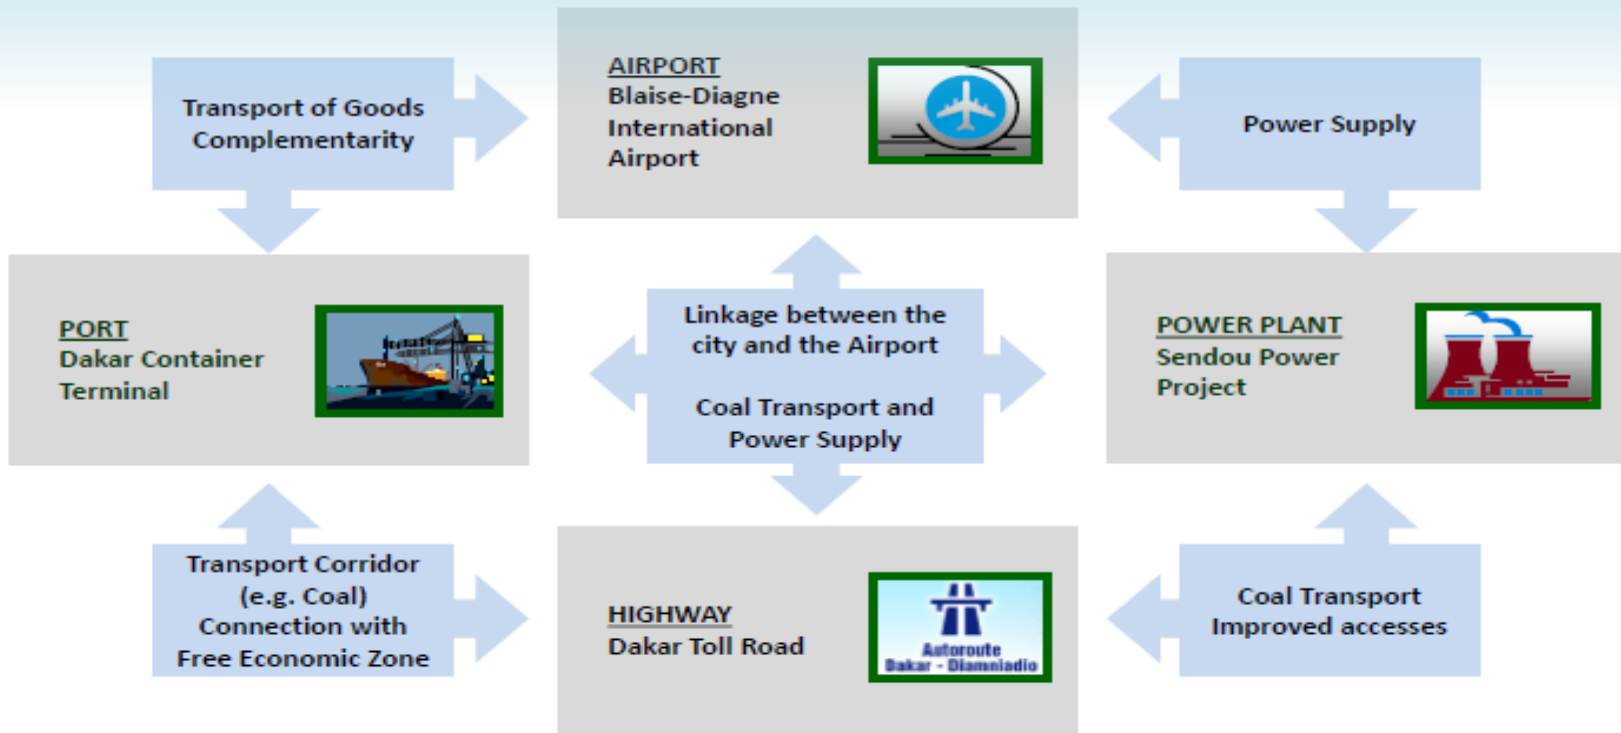 Transport of Goods
Complementarity
AIRPORT
Blaise-Diagne
International
Airport
Power Supply
PORT
Dakar Container
Terminal
Linkage between the
city and the Airport
Coal Transport and
Power Supply
POWER PLANT
Sendou Power
Project
Transport Corridor
(e.g. Coal)
Connection with
Free Economic Zone
HIGHWAY
Dakar Toll Road
Autoroute
Dakar - Diamniadio
Coal Transport
Improved accesses